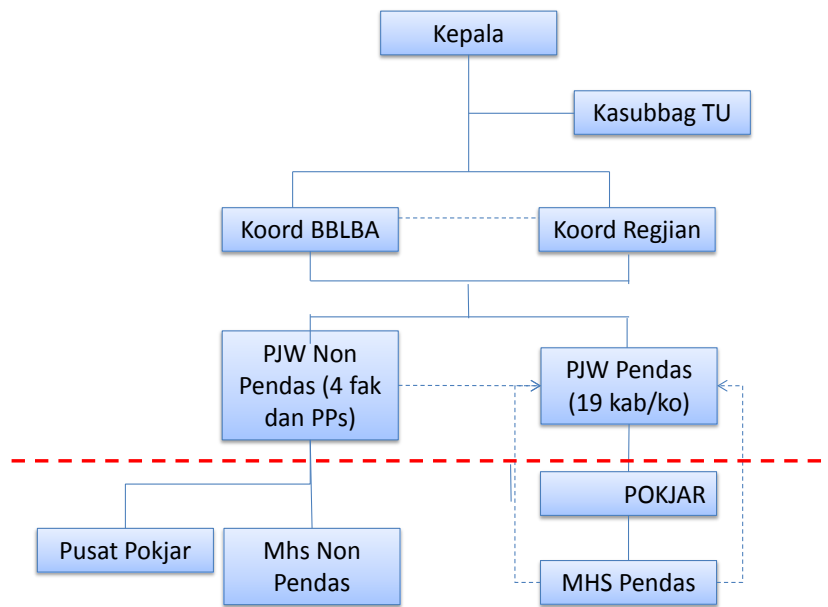 Kepala
Kasubbag TU
Koord BBLBA
Koord Regjian
PJW Non
Pendas (4 fak
dan PPs)
PJW Pendas
(19 kab/ko)
POKJAR
Pusat Pokjar
Mhs Non
Pendas
MHS Pendas